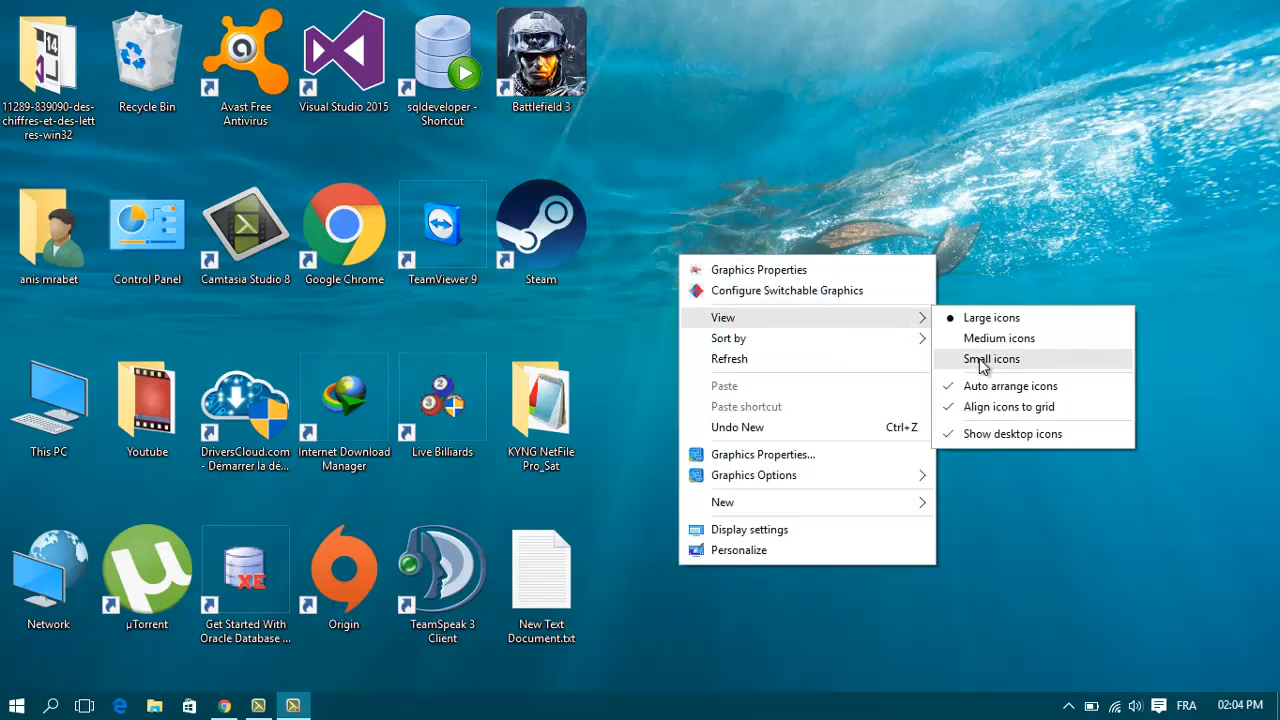 11289-839090-des-
chiffres-et-des-lett
res-win32
Recycle Bin
Avast Free
Antivirus
Visual Studio 2015
sqldeveloper -
Shortcut
Battlefield 3
anis mrabet
Control Panel
Camtasia Studio 8
Google Chrome
TeamViewer 9
Steam
This PC
Youtube
DriversCloud.com
- Démarrer la dé...
Internet Download
Manager
Live Billiards
KYNG NetFile
Pro_Sat
Network
µTorrent
XE
Get Started With
Oracle Database ...
Origin
TeamSpeak 3
Client
New Text
Document.txt
14
2
3
Graphics Properties
Configure Switchable Graphics
View
Sort by
Refresh
Paste
Paste shortcut
Undo New Ctrl+Z
Graphics Properties...
Graphics Options
New
Display settings
Personalize
Large icons
Medium icons
Small icons
Auto arrange icons
Align icons to grid
Show desktop icons
FRA
02:04 PM